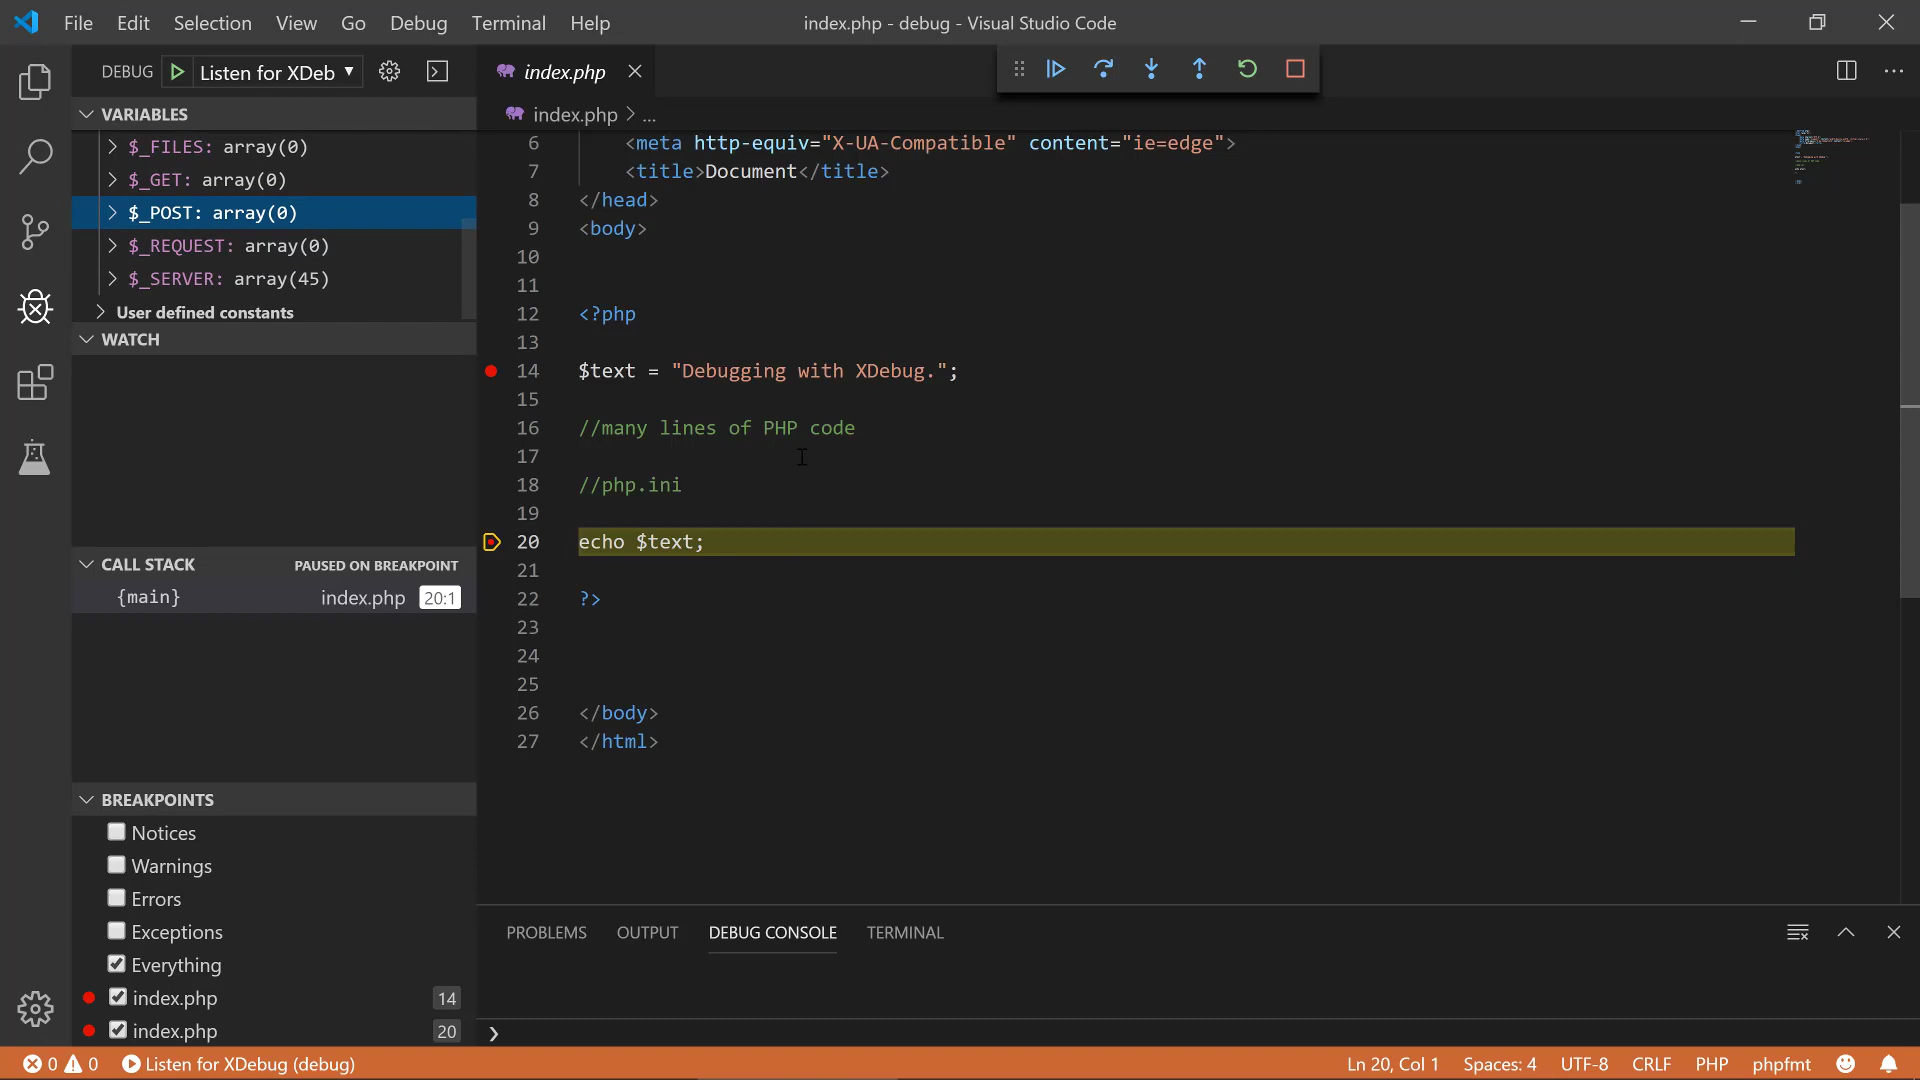 File Edit Selection View Go Debug Terminal Help index.php - debug - Visual Studio Code
DEBUG Listen for XDeb
index.php
VARIABLES
$_FILES: array(0)
$_GET: array(0)
$_POST: array(0)
$_REQUEST: array(0)
$_SERVER: array(45)
User defined constants
WATCH
CALL STACK PAUSED ON BREAKPOINT
{main} index.php 20:1
BREAKPOINTS
Notices
Warnings
Errors
Exceptions
Everything
index.php 14
index.php 20
index.php > ...
6 <meta http-equiv="X-UA-Compatible" content="ie=edge">
7 <title>Document</title>
8 </head>
9 <body>
10
11
12 <?php
13
14 $text = "Debugging with XDebug.";
15
16 //many lines of PHP code
17
18 //php.ini
19
20 echo $text;
21
22 ?>
23
24
25
26 </body>
27 </html>
PROBLEMS OUTPUT DEBUG CONSOLE TERMINAL
0 0 Listen for XDebug (debug) Ln 20, Col 1 Spaces: 4 UTF-8 CRLF PHP phpfmt